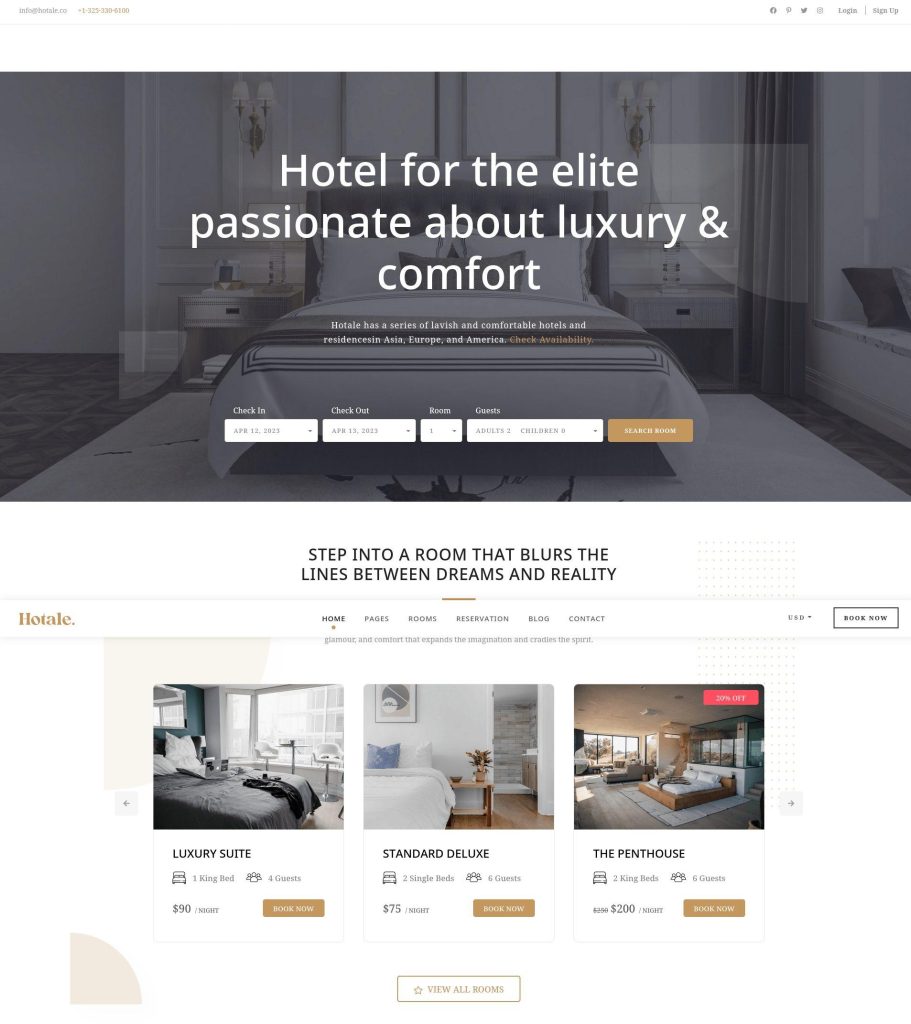 info@hotale.co +1-325-330-6100 Login Sign Up
Hotel for the elite
passionate about luxury &
comfort
Hotale has a series of lavish and comfortable hotels and
residencesin Asia, Europe, and America. Check Availability.
Check In Check Out Room Guests
APR 12, 2023 APR 13, 2023 1 ADULTS 2 CHILDREN 0 SEARCH ROOM
STEP INTO A ROOM THAT BLURS THE
LINES BETWEEN DREAMS AND REALITY
Hotale. HOME PAGES ROOMS RESERVATION BLOG CONTACT USD BOOK NOW
glamour, and comfort that expands the imagination and cradles the spirit.
20% OFF
LUXURY SUITE
1 King Bed 4 Guests
$90 / NIGHT BOOK NOW
STANDARD DELUXE
2 Single Beds 6 Guests
$75 / NIGHT BOOK NOW
THE PENTHOUSE
2 King Beds 6 Guests
$250 $200 / NIGHT BOOK NOW
VIEW ALL ROOMS